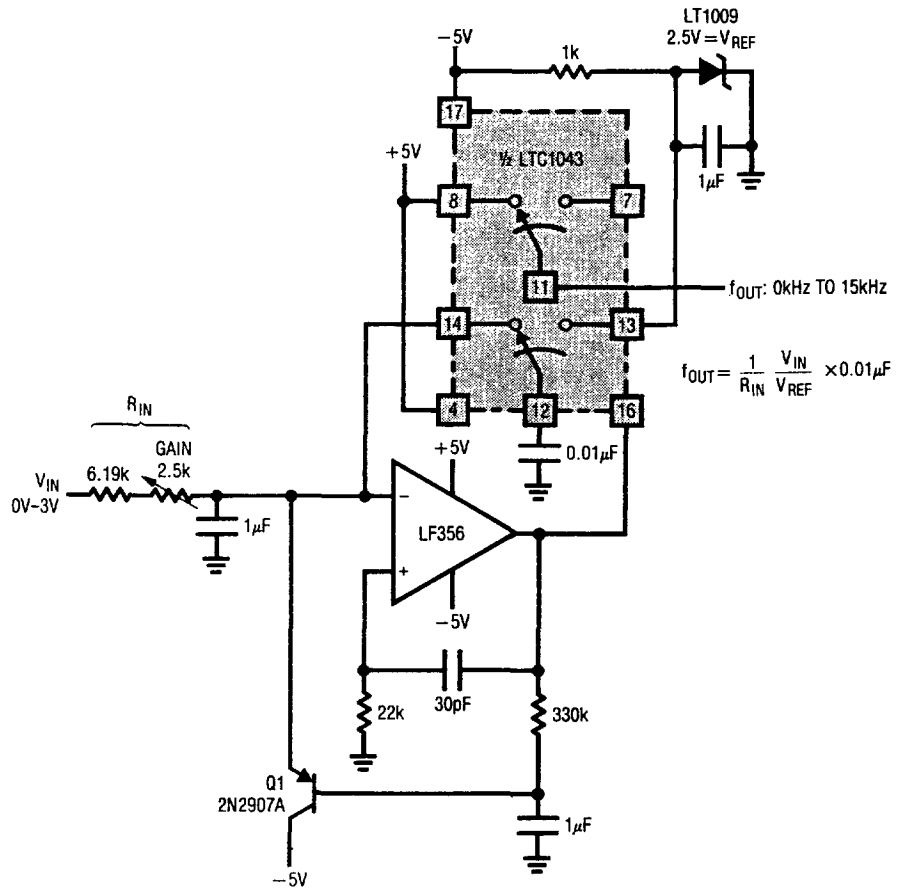 LT1009
2.5V=VREF
−5V
1k
17
½ LTC1043
1µF
+5V
8
7
11
fOUT: 0kHz TO 15kHz
14
13
fOUT = 1/RIN VIN/VREF ×0.01µF
4
12
16
RIN
GAIN
2.5k
6.19k
VIN
0V–3V
1µF
+5V
0.01µF
−
LF356
+
−5V
30pF
22k
330k
Q1
2N2907A
1µF
−5V